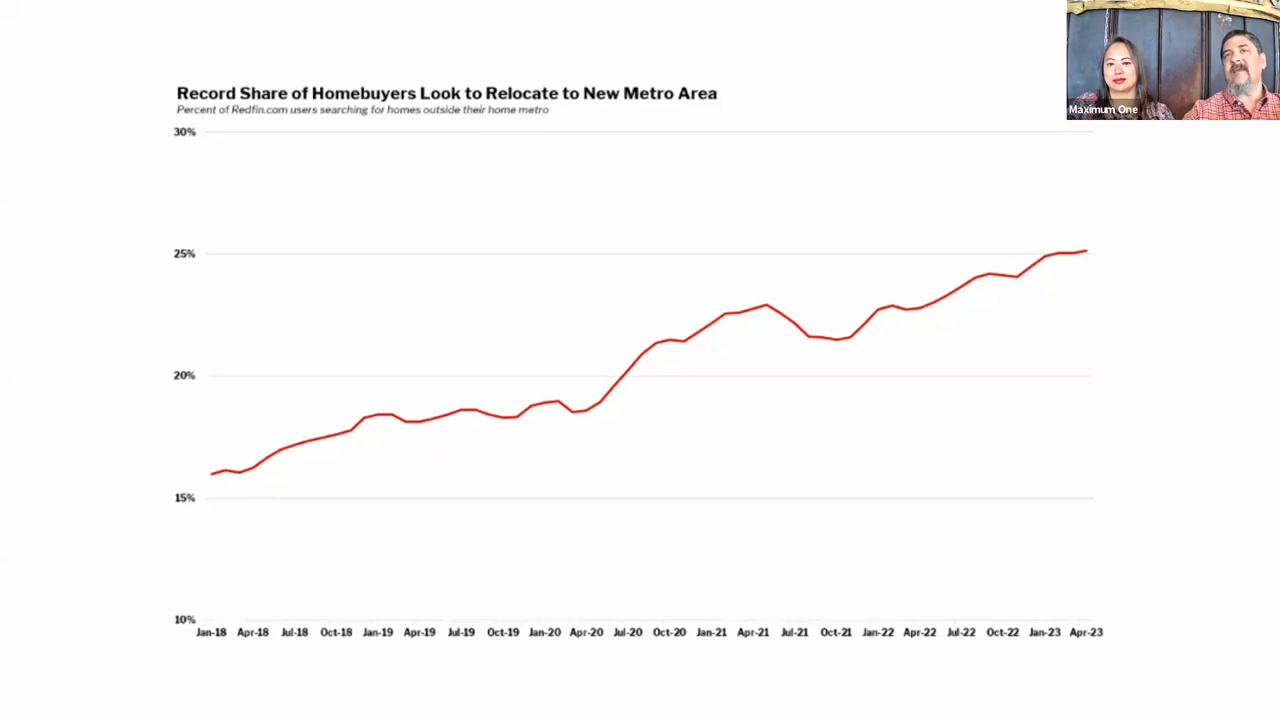 Record Share of Homebuyers Look to Relocate to New Metro Area
Percent of Redfin.com users searching for homes outside their home metro
Maximum One
30%
25%
20%
15%
10%
Jan-18 Apr-18 Jul-18 Oct-18 Jan-19 Apr-19 Jul-19 Oct-19 Jan-20 Apr-20 Jul-20 Oct-20 Jan-21 Apr-21 Jul-21 Oct-21 Jan-22 Apr-22 Jul-22 Oct-22 Jan-23 Apr-23